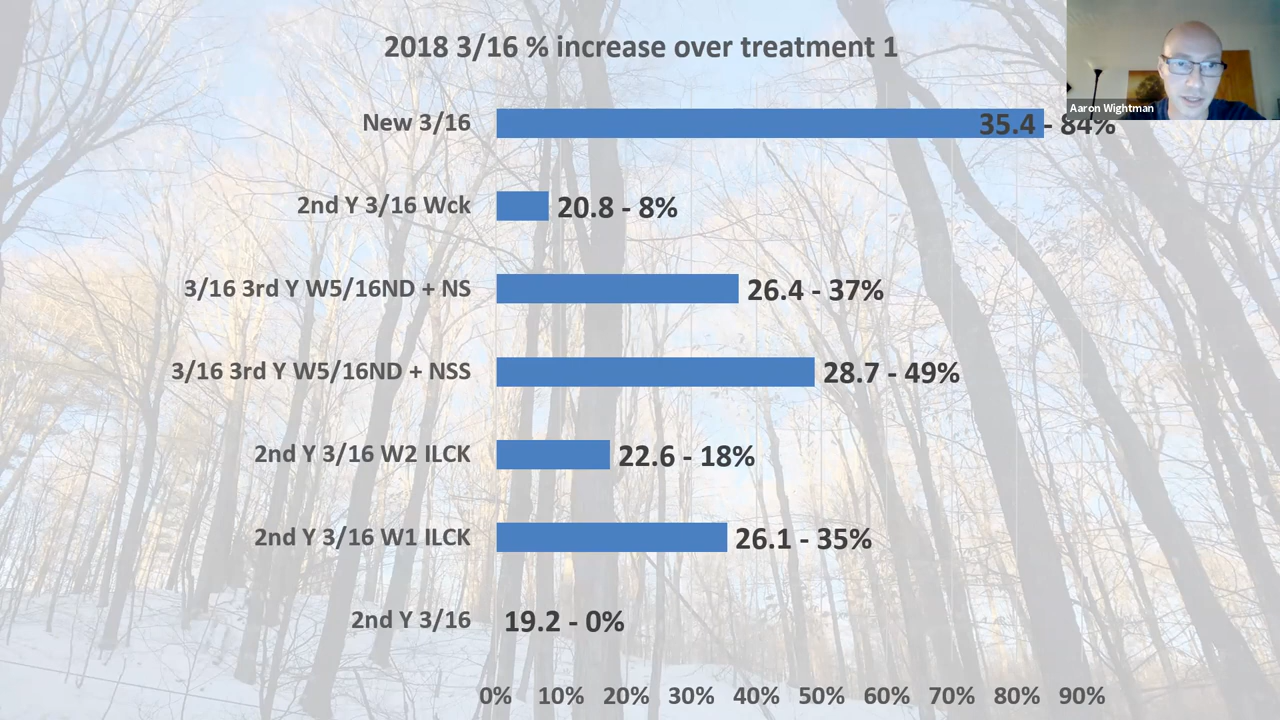 2018 3/16 % increase over treatment 1
Aaron Wightman
New 3/16
35.4 - 84%
2nd Y 3/16 Wck
20.8 - 8%
3/16 3rd Y W5/16ND + NS
26.4 - 37%
3/16 3rd Y W5/16ND + NSS
28.7 - 49%
2nd Y 3/16 W2 ILCK
22.6 - 18%
2nd Y 3/16 W1 ILCK
26.1 - 35%
2nd Y 3/16
19.2 - 0%
0% 10% 20% 30% 40% 50% 60% 70% 80% 90%